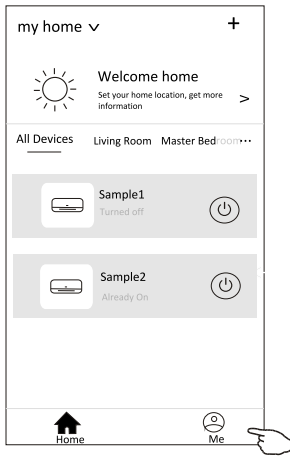 my home
+
Welcome home
Set your home location, get more
information
>
All Devices Living Room Master Bedroom ···
Sample1
Turned off
Sample2
Already On
Home Me